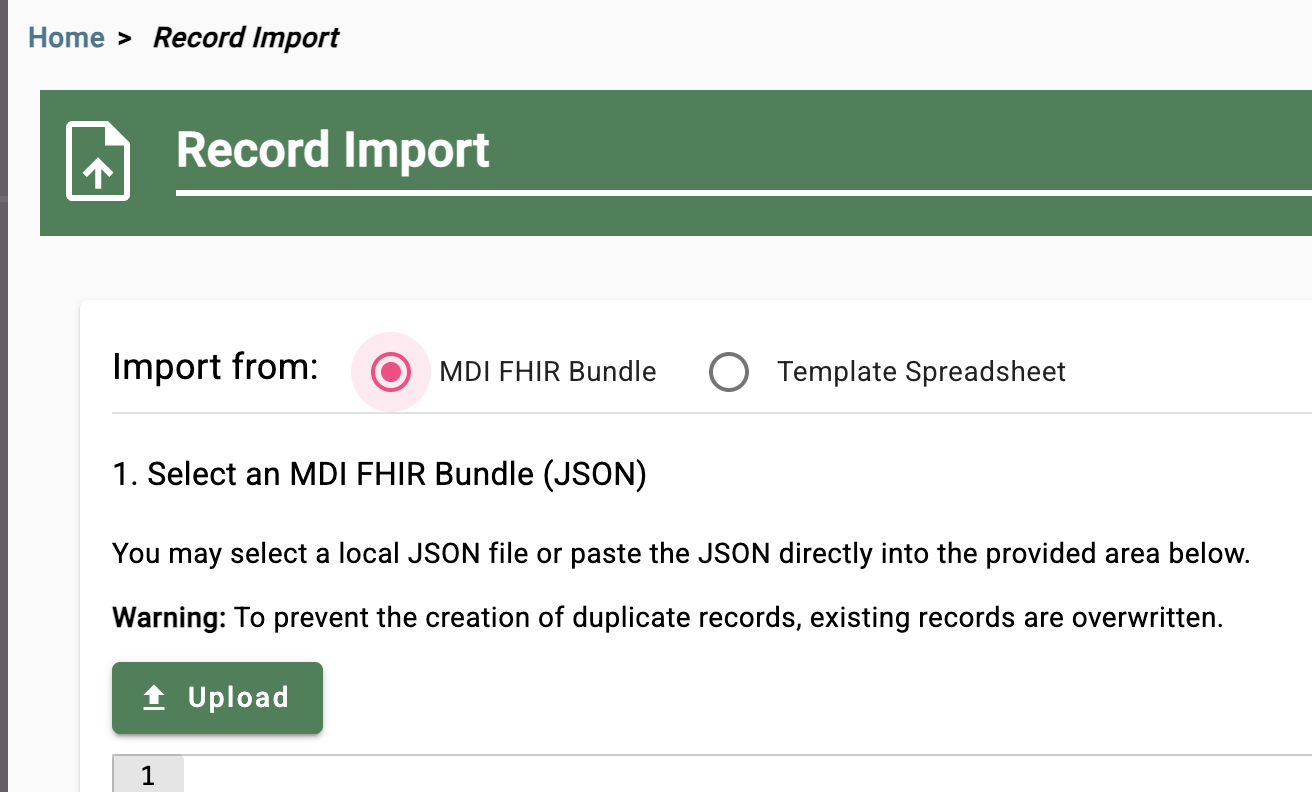 Home > Record Import
Record Import
Import from: MDI FHIR Bundle Template Spreadsheet
1. Select an MDI FHIR Bundle (JSON)
You may select a local JSON file or paste the JSON directly into the provided area below.
Warning: To prevent the creation of duplicate records, existing records are overwritten.
Upload
1